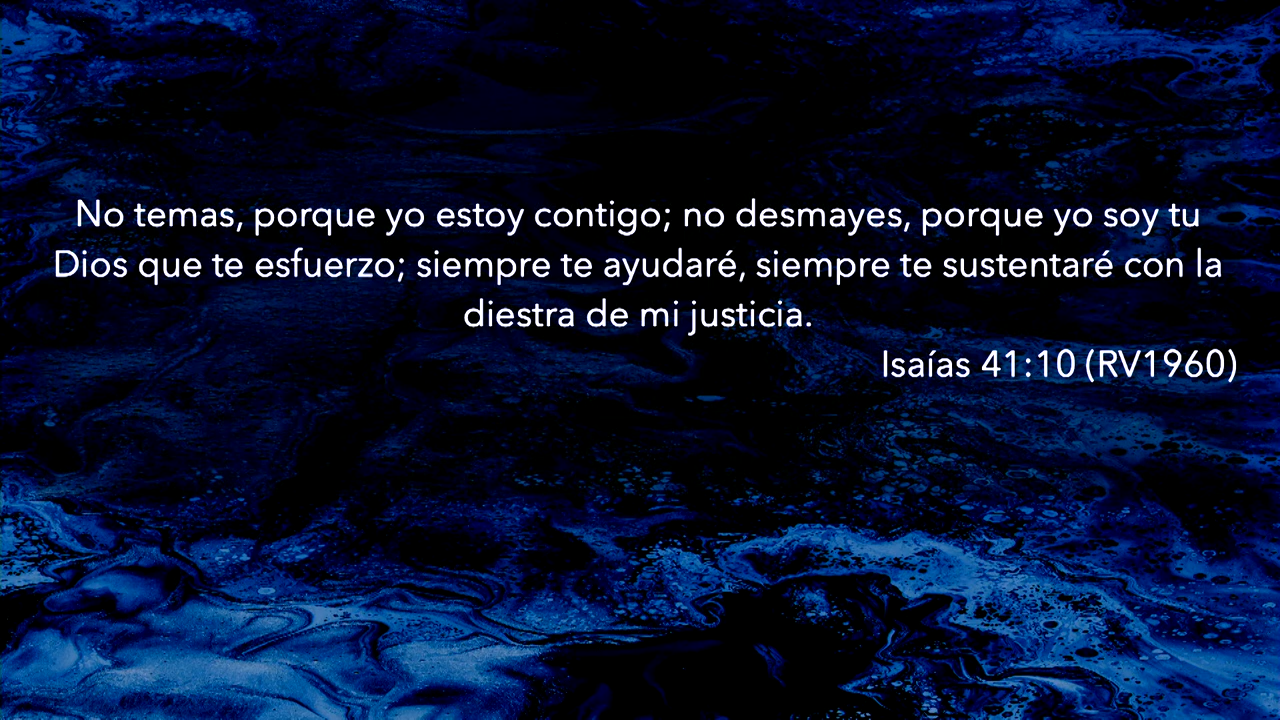 No temas, porque yo estoy contigo; no desmayes, porque yo soy tu
Dios que te esfuerzo; siempre te ayudaré, siempre te sustentaré con la
diestra de mi justicia.
Isaías 41:10 (RV1960)